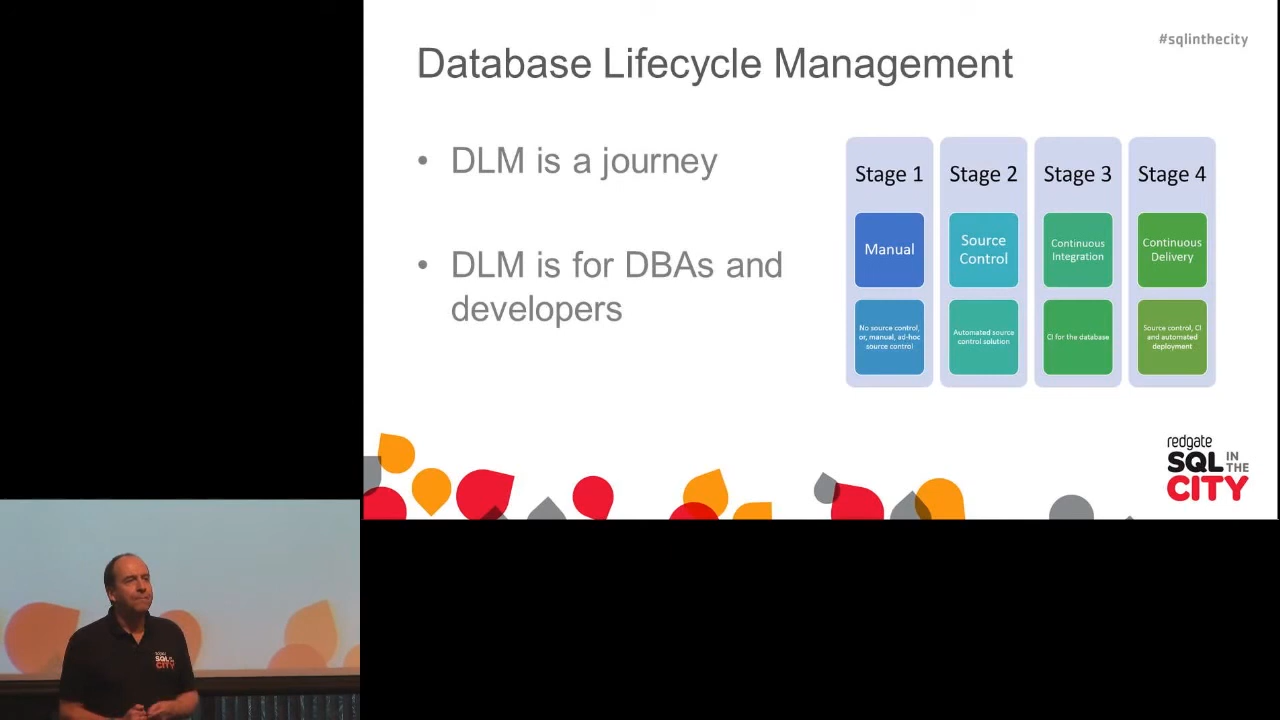 #sqlinthecity
Database Lifecycle Management
• DLM is a journey
• DLM is for DBAs and
developers
Stage 1
Manual
No source control,
or, manual, ad-hoc
source control
Stage 2
Source
Control
Automated source
control solution
Stage 3
Continuous
Integration
CI for the database
Stage 4
Continuous
Delivery
Source control, CI
and automated
deployment
redgate
SQL IN THE
CITY
SQL
CITY